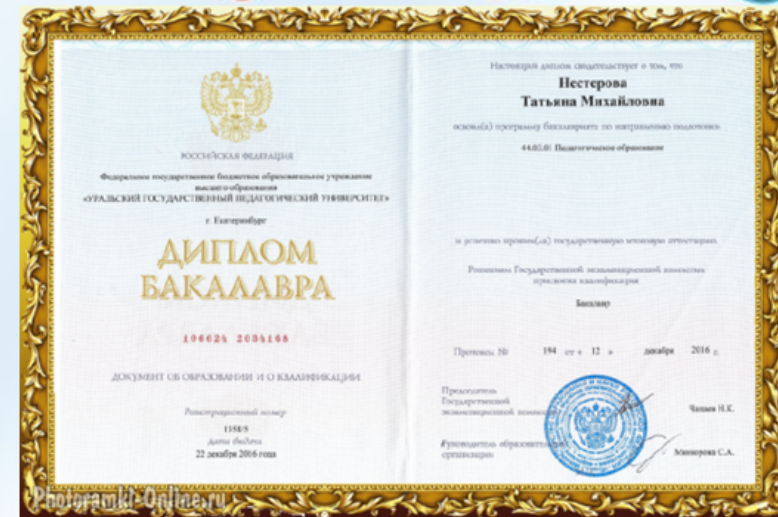 РОССИЙСКАЯ ФЕДЕРАЦИЯ
Федеральное государственное бюджетное образовательное учреждение
высшего образования
«УРАЛЬСКИЙ ГОСУДАРСТВЕННЫЙ ПЕДАГОГИЧЕСКИЙ УНИВЕРСИТЕТ»
г. Екатеринбург
ДИПЛОМ
БАКАЛАВРА
106624 2034168
ДОКУМЕНТ ОБ ОБРАЗОВАНИИ И О КВАЛИФИКАЦИИ
Регистрационный номер
1358/5
Дата выдачи
22 декабря 2016 года
Настоящий диплом свидетельствует о том, что
Нестерова
Татьяна Михайловна
освоил(а) программу бакалавриата по направлению подготовки
44.03.01 Педагогическое образование
и успешно прошел(ла) государственную итоговую аттестацию
Решением Государственной экзаменационной комиссии
присвоена квалификация
Бакалавр
Протокол № 194 от « 12 » декабря 2016 г.
Председатель
Государственной
экзаменационной комиссии
Н.К.
Руководитель образовательной
организации
С.А.
Photoramki-Online.ru